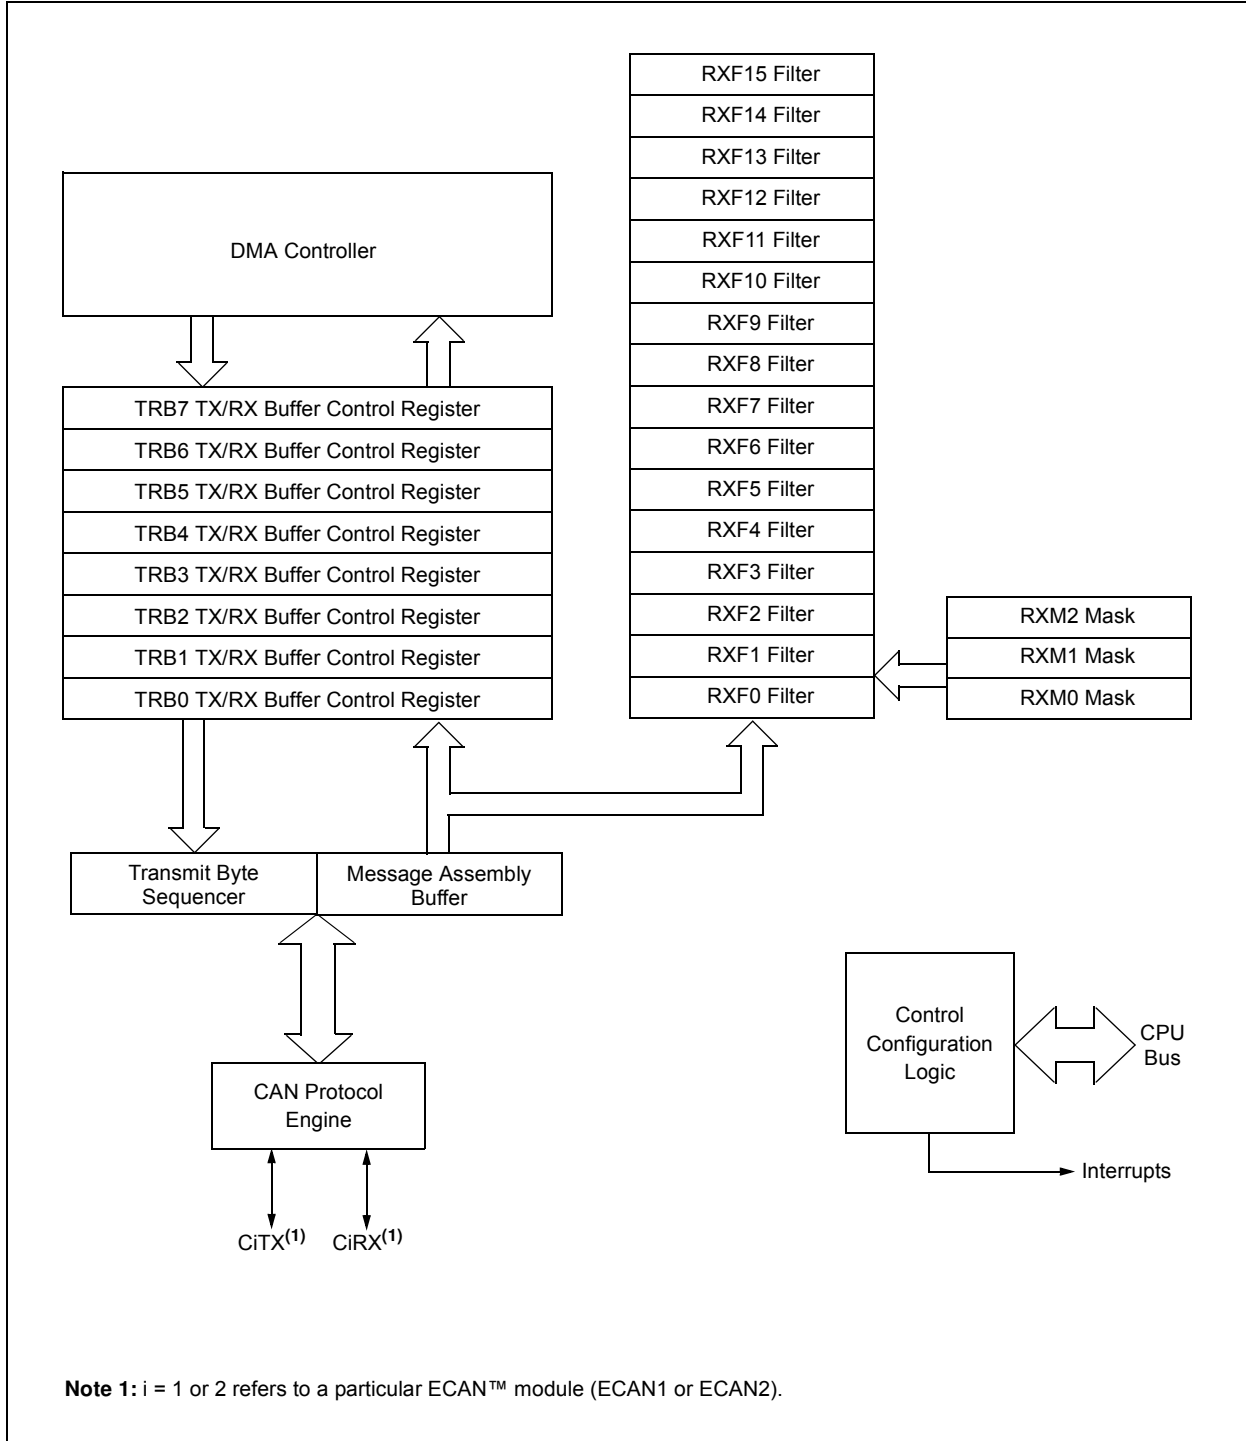 RXF15 Filter
RXF14 Filter
RXF13 Filter
RXF12 Filter
RXF11 Filter
RXF10 Filter
RXF9 Filter
RXF8 Filter
RXF7 Filter
RXF6 Filter
RXF5 Filter
RXF4 Filter
RXF3 Filter
RXF2 Filter
RXF1 Filter
RXF0 Filter
DMA Controller
TRB7 TX/RX Buffer Control Register
TRB6 TX/RX Buffer Control Register
TRB5 TX/RX Buffer Control Register
TRB4 TX/RX Buffer Control Register
TRB3 TX/RX Buffer Control Register
TRB2 TX/RX Buffer Control Register
TRB1 TX/RX Buffer Control Register
TRB0 TX/RX Buffer Control Register
RXM2 Mask
RXM1 Mask
RXM0 Mask
Transmit Byte
Sequencer
Message Assembly
Buffer
Control
Configuration
Logic
CPU
Bus
CAN Protocol
Engine
Interrupts
CiTX(1)
CiRX(1)
Note 1: i = 1 or 2 refers to a particular ECAN™ module (ECAN1 or ECAN2).